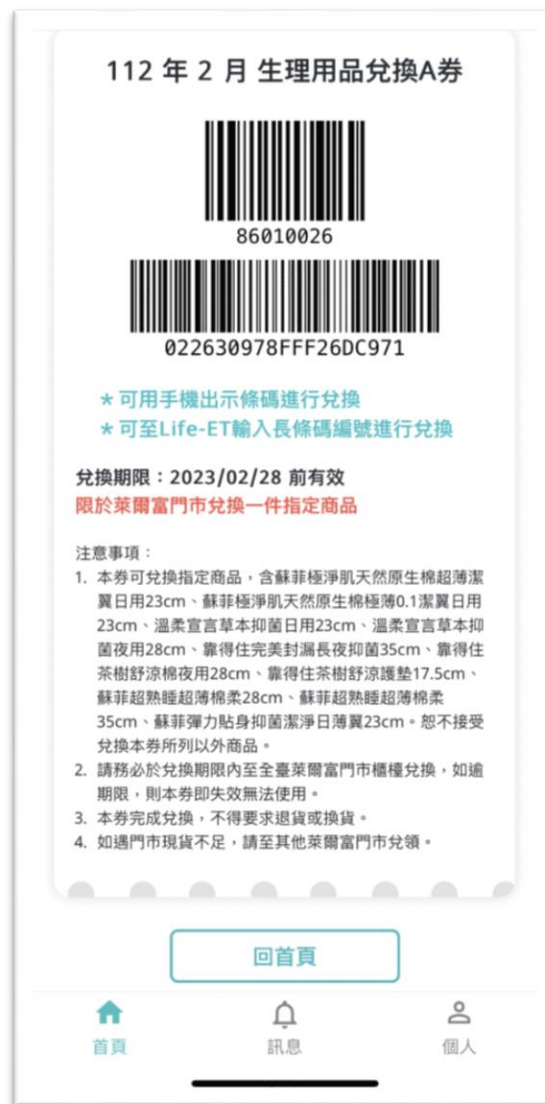 112 年 2 月 生理用品兌換A券
86010026
022630978FFF26DC971
＊可用手機出示條碼進行兌換
＊可至Life-ET輸入長條碼編號進行兌換
兌換期限：2023/02/28 前有效
限於萊爾富門市兌換一件指定商品
注意事項：
1. 本券可兌換指定商品，含蘇菲極淨肌天然原生棉超薄潔
翼日用23cm、蘇菲極淨肌天然原生棉極薄0.1潔翼日用
23cm、溫柔宣言草本抑菌日用23cm、溫柔宣言草本抑
菌夜用28cm、靠得住完美封漏長夜抑菌35cm、靠得住
茶樹舒涼棉夜用28cm、靠得住茶樹舒涼護墊17.5cm、
蘇菲超熟睡超薄棉柔28cm、蘇菲超熟睡超薄棉柔
35cm、蘇菲彈力貼身抑菌潔淨日薄翼23cm。恕不接受
兌換本券所列以外商品。
2. 請務必於兌換期限內至全臺萊爾富門市櫃檯兌換，如逾
期限，則本券即失效無法使用。
3. 本券完成兌換，不得要求退貨或換貨。
4. 如遇門市現貨不足，請至其他萊爾富門市兌領。
回首頁
首頁 訊息 個人